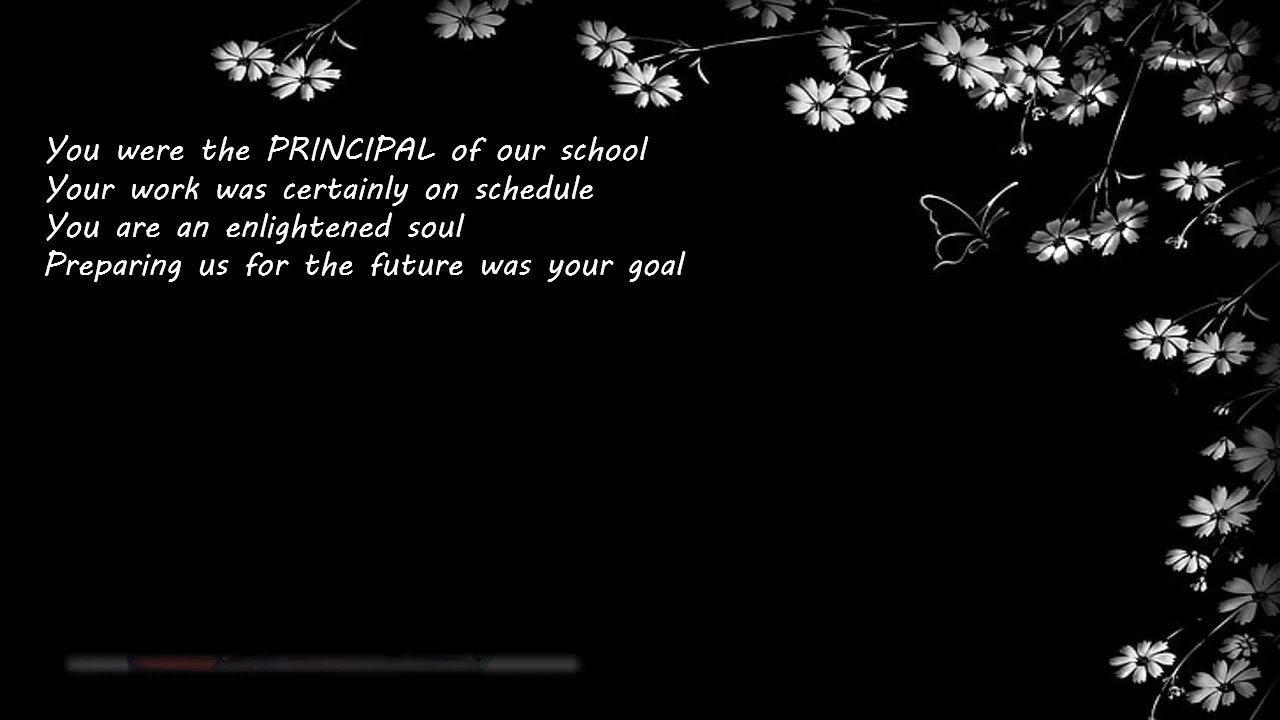 You were the PRINCIPAL of our school
Your work was certainly on schedule
You are an enlightened soul
Preparing us for the future was your goal